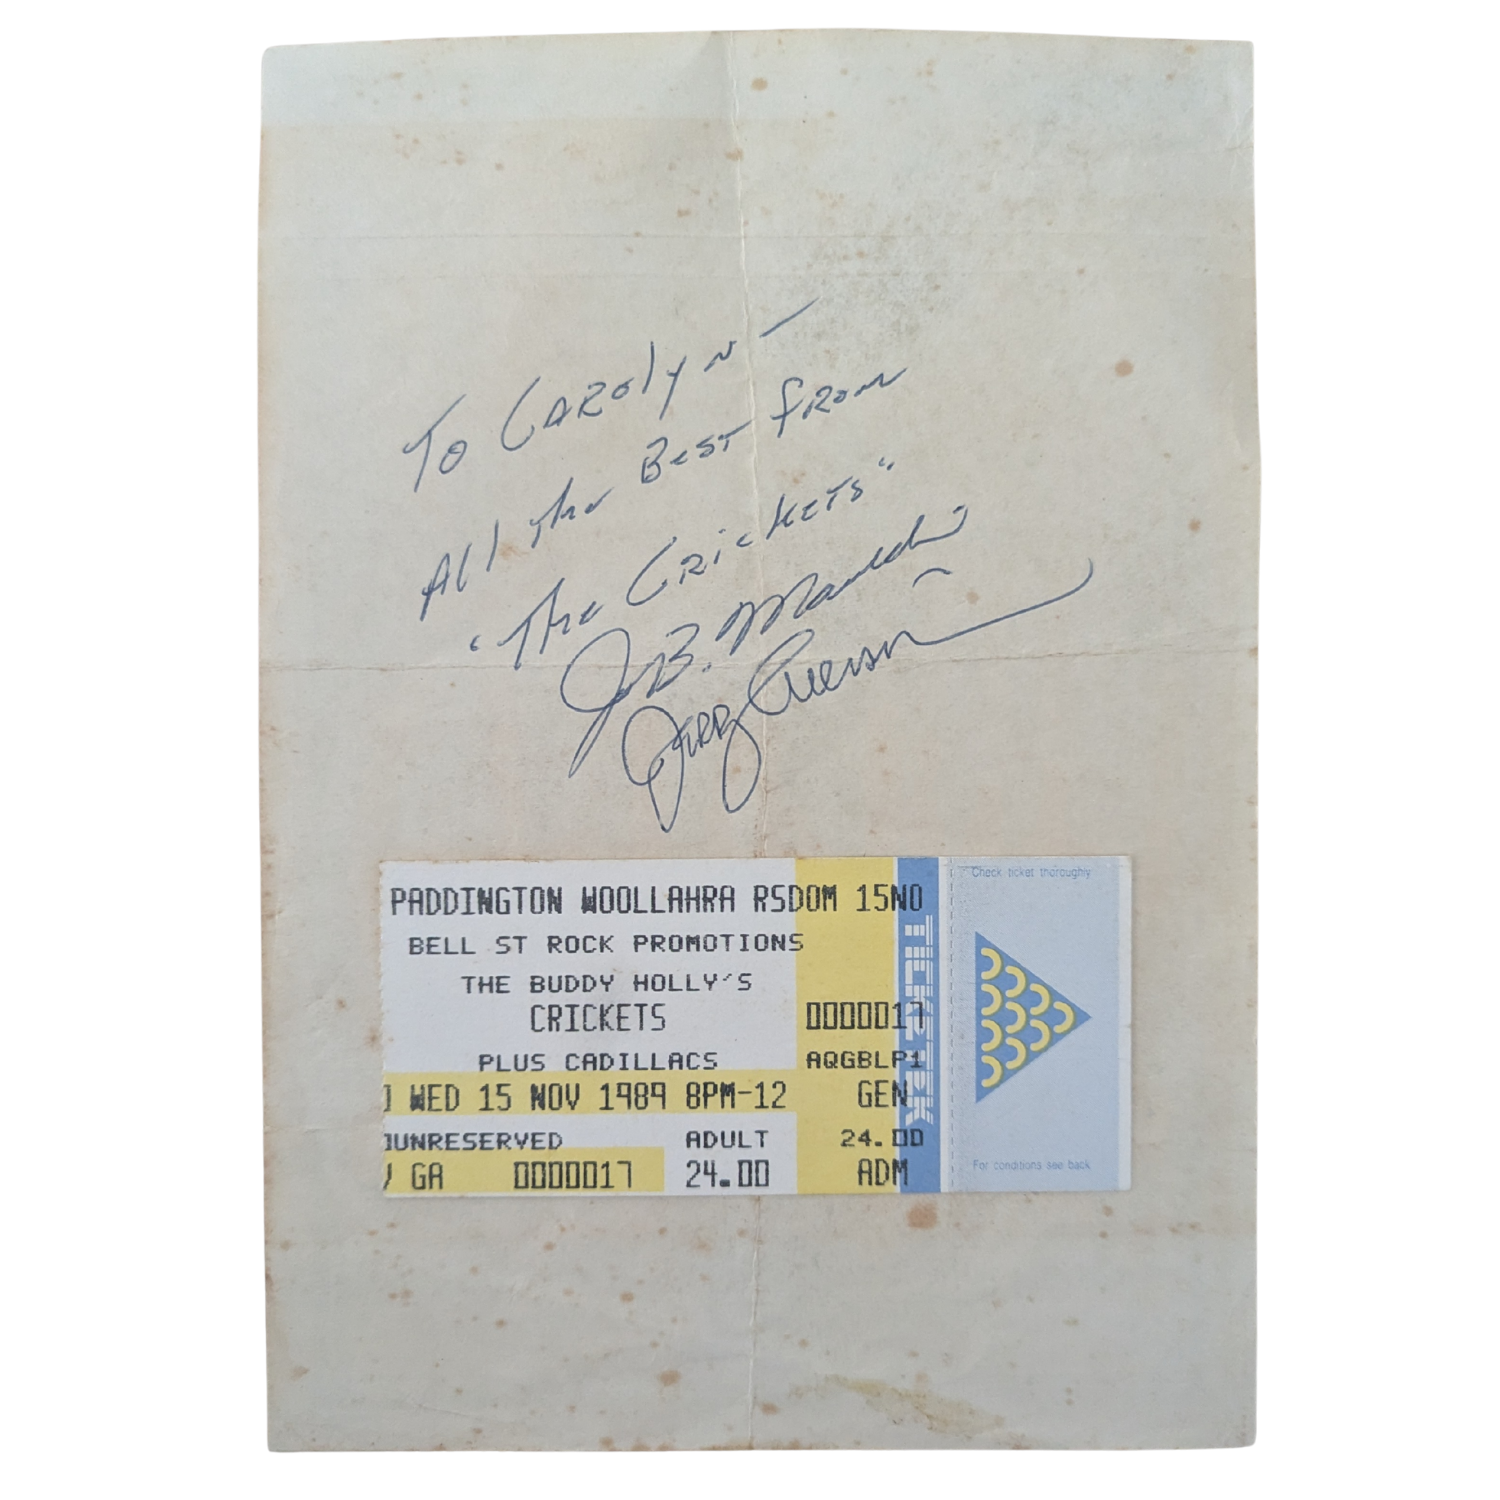 To Carolyn -
All the Best From
"The Crickets"
J.B. Mauldin
Jerry Allison
PADDINGTON WOOLLAHRA RSDOM 15NO
BELL ST ROCK PROMOTIONS
THE BUDDY HOLLY'S
CRICKETS 0000017
PLUS CADILLACS AQGBLP1
WED 15 NOV 1989 8PM-12 GEN
UNRESERVED ADULT 24.00
GA 0000017 24.00 ADM
TICKETEK
Check ticket thoroughly
For conditions see back